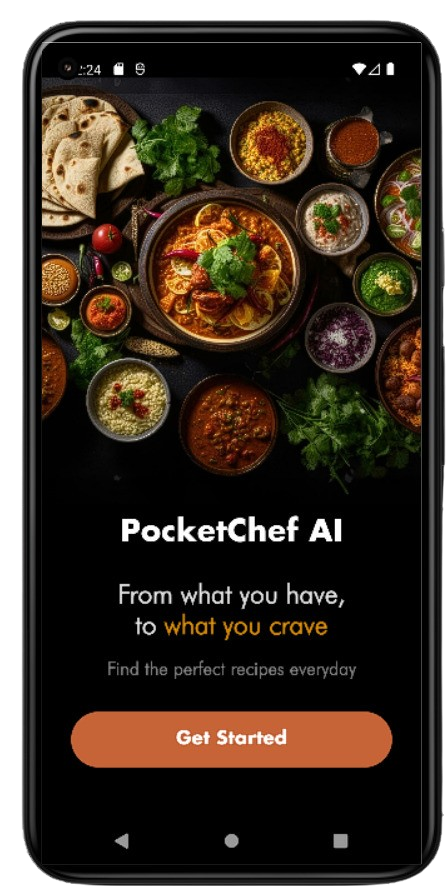 :24
PocketChef AI
From what you have,
to what you crave
Find the perfect recipes everyday
Get Started